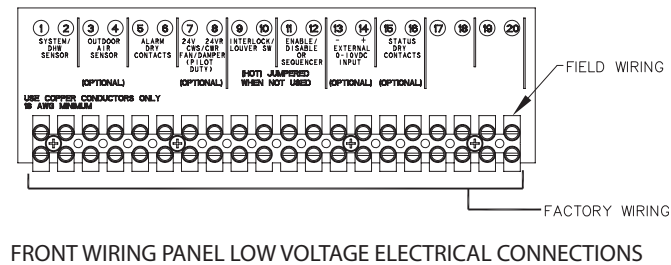 1 2 3 4 5 6 7 8 9 10 11 12 13 14 15 16 17 18 19 20
SYSTEM/
DHW
SENSOR
OUTDOOR
AIR
SENSOR
(OPTIONAL)
ALARM
DRY
CONTACTS
24V 24VR
CWS/CWR
FAN/DAMPER
(PILOT
DUTY)
(OPTIONAL)
INTERLOCK/
LOUVER SW
ENABLE/
DISABLE
OR
SEQUENCER
(HOT) JUMPERED
WHEN NOT USED
- +
EXTERNAL
0-10VDC
INPUT
(OPTIONAL)
STATUS
DRY
CONTACTS
(OPTIONAL)
USE COPPER CONDUCTORS ONLY
18 AWG MINIMUM
FIELD WIRING
FACTORY WIRING
FRONT WIRING PANEL LOW VOLTAGE ELECTRICAL CONNECTIONS